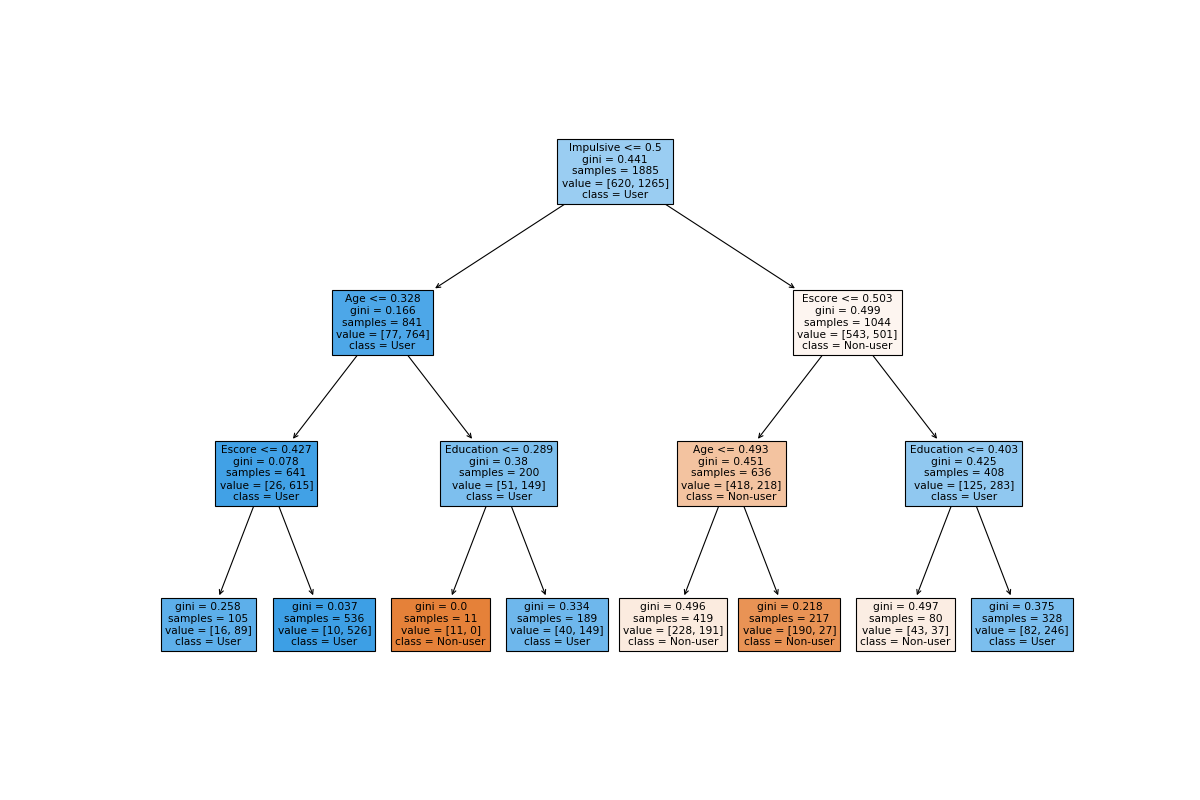 Impulsive <= 0.5
gini = 0.441
samples = 1885
value = [620, 1265]
class = User
Age <= 0.328
gini = 0.166
samples = 841
value = [77, 764]
class = User
Escore <= 0.503
gini = 0.499
samples = 1044
value = [543, 501]
class = Non-user
Escore <= 0.427
gini = 0.078
samples = 641
value = [26, 615]
class = User
Education <= 0.289
gini = 0.38
samples = 200
value = [51, 149]
class = User
Age <= 0.493
gini = 0.451
samples = 636
value = [418, 218]
class = Non-user
Education <= 0.403
gini = 0.425
samples = 408
value = [125, 283]
class = User
gini = 0.258
samples = 105
value = [16, 89]
class = User
gini = 0.037
samples = 536
value = [10, 526]
class = User
gini = 0.0
samples = 11
value = [11, 0]
class = Non-user
gini = 0.334
samples = 189
value = [40, 149]
class = User
gini = 0.496
samples = 419
value = [228, 191]
class = Non-user
gini = 0.218
samples = 217
value = [190, 27]
class = Non-user
gini = 0.497
samples = 80
value = [43, 37]
class = Non-user
gini = 0.375
samples = 328
value = [82, 246]
class = User